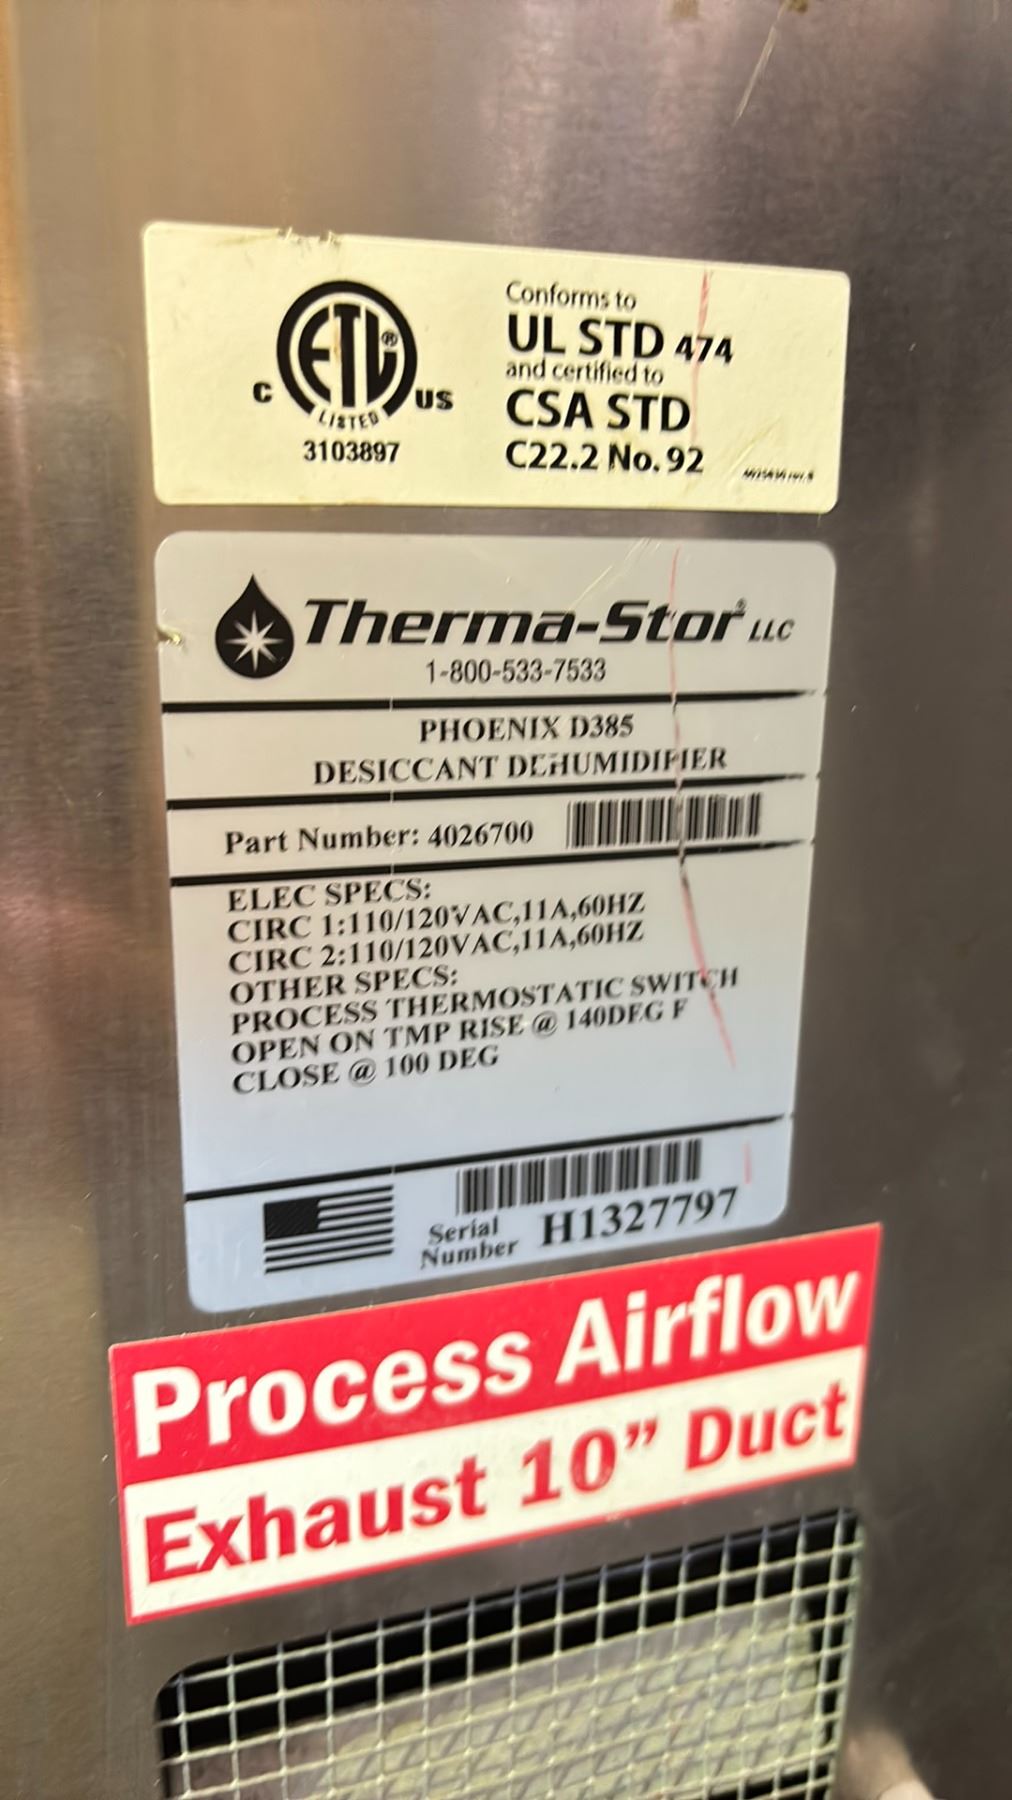 Conforms to
UL STD 474
and certified to
CSA STD
C22.2 No. 92
C ETL® US
LISTED
3103897
Therma-Stor® LLC
1-800-533-7533
PHOENIX D385
DESICCANT DEHUMIDIFIER
Part Number: 4026700
ELEC SPECS:
CIRC 1:110/120VAC,11A,60HZ
CIRC 2:110/120VAC,11A,60HZ
OTHER SPECS:
PROCESS THERMOSTATIC SWITCH
OPEN ON TMP RISE @ 140DEG F
CLOSE @ 100 DEG
Serial
Number H1327797
Process Airflow
Exhaust 10” Duct